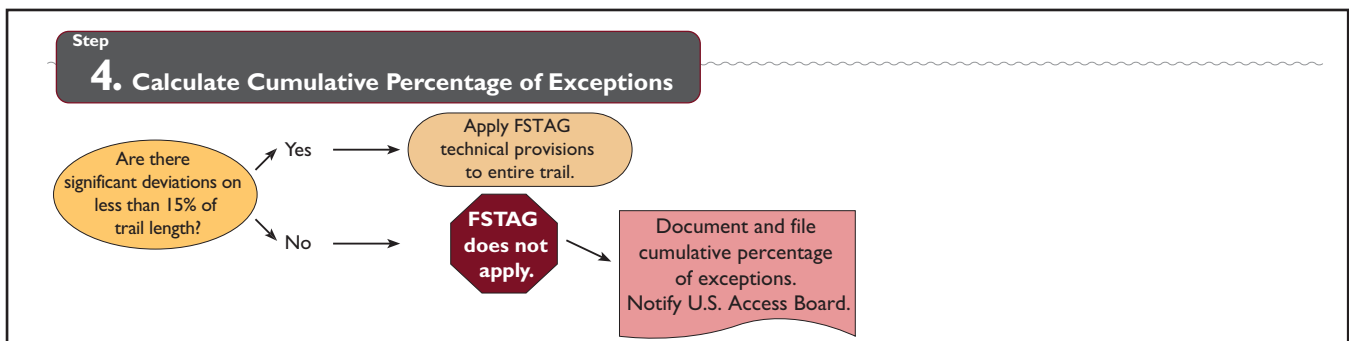 Step
4. Calculate Cumulative Percentage of Exceptions
Are there
significant deviations on
less than 15% of
trail length?
Yes
Apply FSTAG
technical provisions
to entire trail.
No
FSTAG
does not
apply.
Document and file
cumulative percentage
of exceptions.
Notify U.S. Access Board.